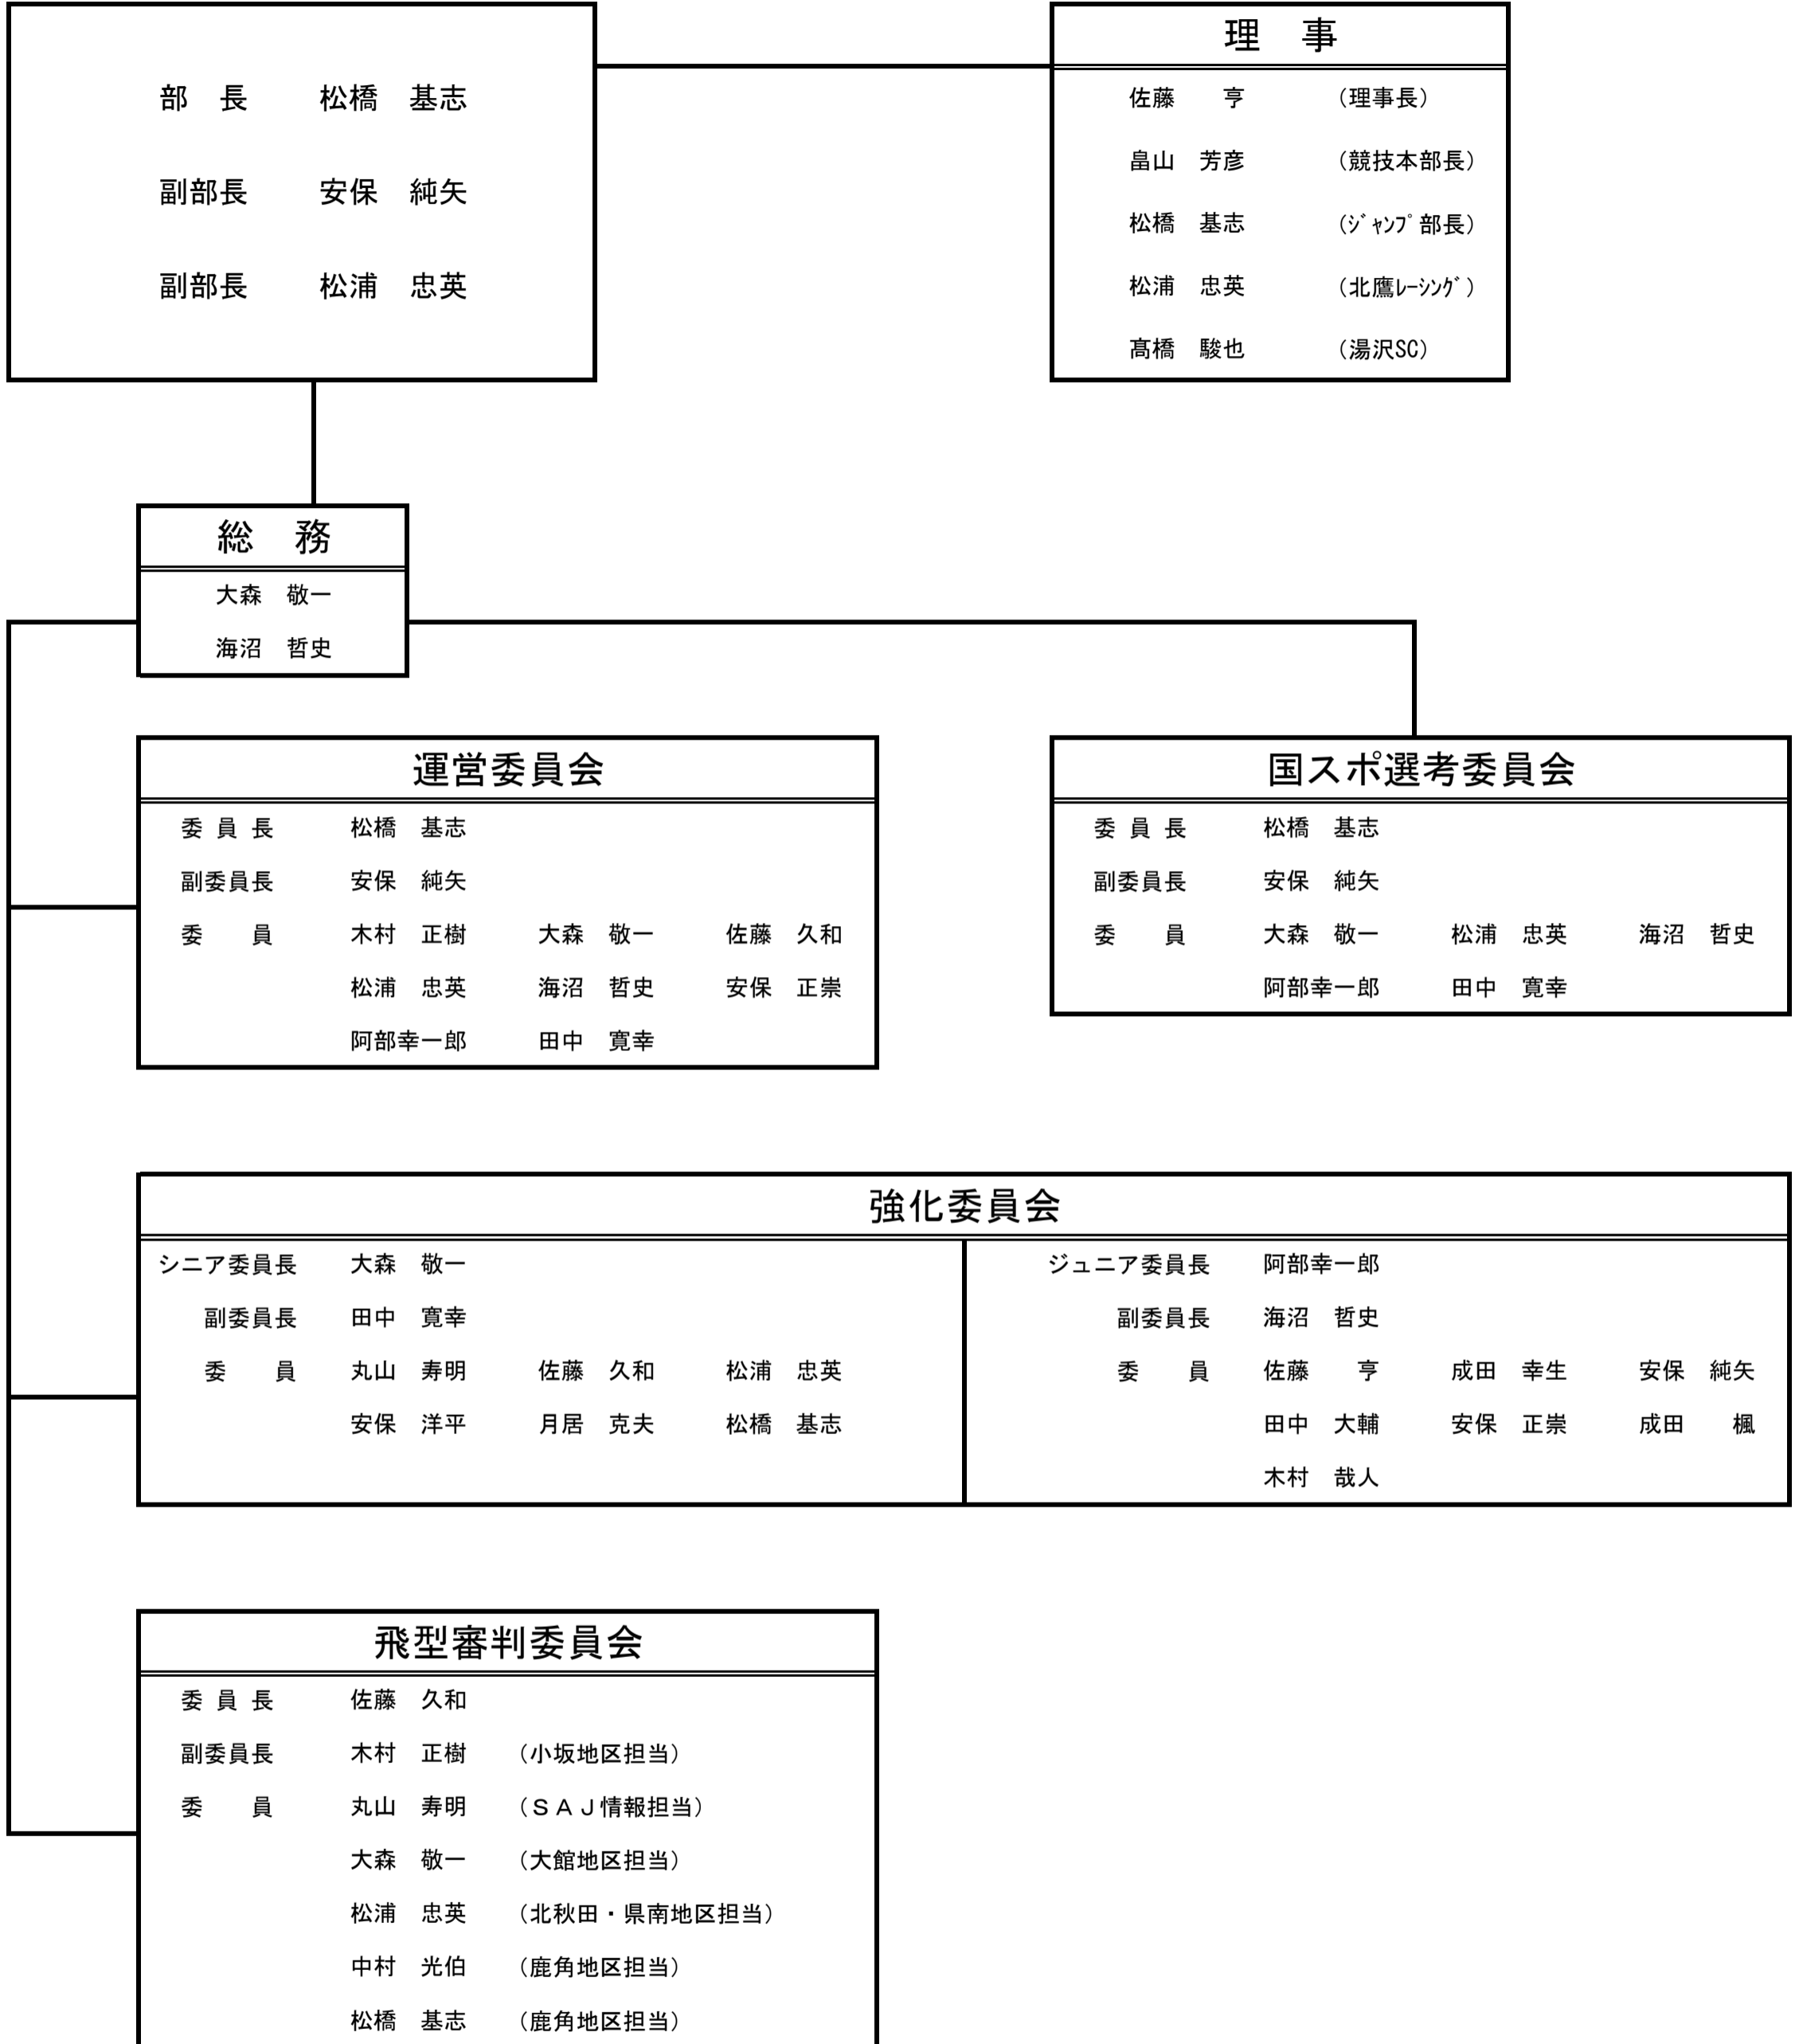 部　長　　松橋　基志
副部長　　安保　純矢
副部長　　松浦　忠英
理　事
佐藤　　亨　　（理事長）
畠山　芳彦　　（競技本部長）
松橋　基志　　（ｼﾞｬﾝﾌﾟ部長）
松浦　忠英　　（北鷹ﾚｰｼﾝｸﾞ）
髙橋　駿也　　（湯沢SC）
総　務
大森　敬一
海沼　哲史
運営委員会
委 員 長　　松橋　基志
副委員長　　安保　純矢
委　　員　　木村　正樹　　大森　敬一　　佐藤　久和
松浦　忠英　　海沼　哲史　　安保　正崇
阿部幸一郎　　田中　寛幸
国スポ選考委員会
委 員 長　　松橋　基志
副委員長　　安保　純矢
委　　員　　大森　敬一　　松浦　忠英　　海沼　哲史
阿部幸一郎　　田中　寛幸
強化委員会
シニア委員長　　大森　敬一
副委員長　　田中　寛幸
委　　員　　丸山　寿明　　佐藤　久和　　松浦　忠英
安保　洋平　　月居　克夫　　松橋　基志
ジュニア委員長　　阿部幸一郎
副委員長　　海沼　哲史
委　　員　　佐藤　　亨　　成田　幸生　　安保　純矢
田中　大輔　　安保　正崇　　成田　　楓
木村　哉人
飛型審判委員会
委 員 長　　佐藤　久和
副委員長　　木村　正樹　　（小坂地区担当）
委　　員　　丸山　寿明　　（ＳＡＪ情報担当）
大森　敬一　　（大館地区担当）
松浦　忠英　　（北秋田・県南地区担当）
中村　光伯　　（鹿角地区担当）
松橋　基志　　（鹿角地区担当）